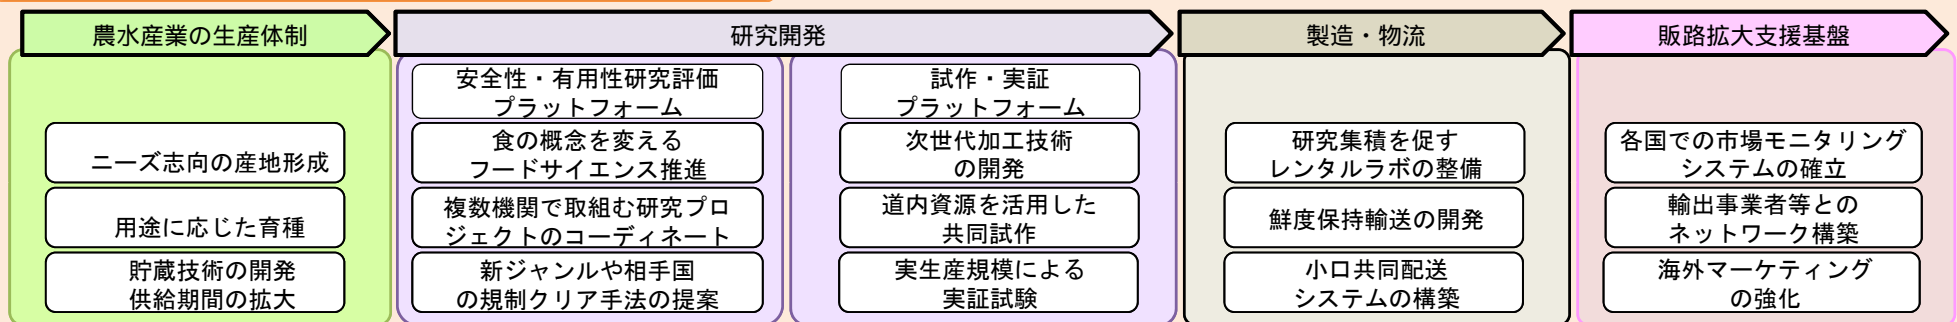 農水産業の生産体制
ニーズ志向の産地形成
用途に応じた育種
貯蔵技術の開発
供給期間の拡大
研究開発
安全性・有用性研究評価
プラットフォーム
食の概念を変える
フードサイエンス推進
複数機関で取組む研究プロ
ジェクトのコーディネート
新ジャンルや相手国
の規制クリア手法の提案
試作・実証
プラットフォーム
次世代加工技術
の開発
道内資源を活用した
共同試作
実生産規模による
実証試験
製造・物流
研究集積を促す
レンタルラボの整備
鮮度保持輸送の開発
小口共同配送
システムの構築
販路拡大支援基盤
各国での市場モニタリング
システムの確立
輸出事業者等との
ネットワーク構築
海外マーケティング
の強化